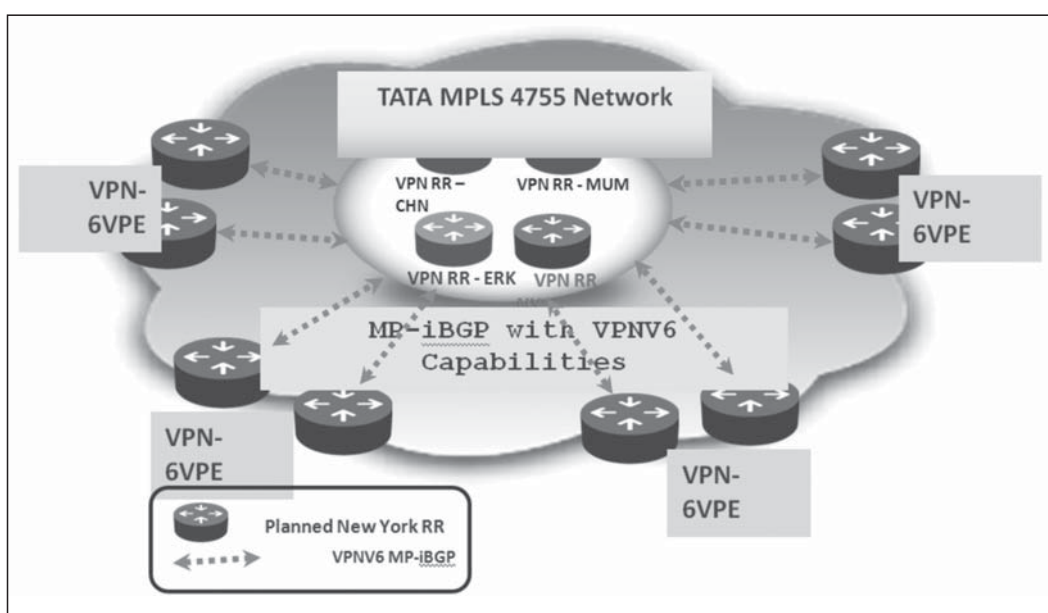 TATA MPLS 4755 Network
VPN RR –
CHN
VPN RR - MUM
VPN RR - ERK
VPN RR
VPN-
6VPE
VPN-
6VPE
MP-iBGP with VPNV6
Capabilities
VPN-
6VPE
VPN-
6VPE
Planned New York RR
VPNV6 MP-iBGP